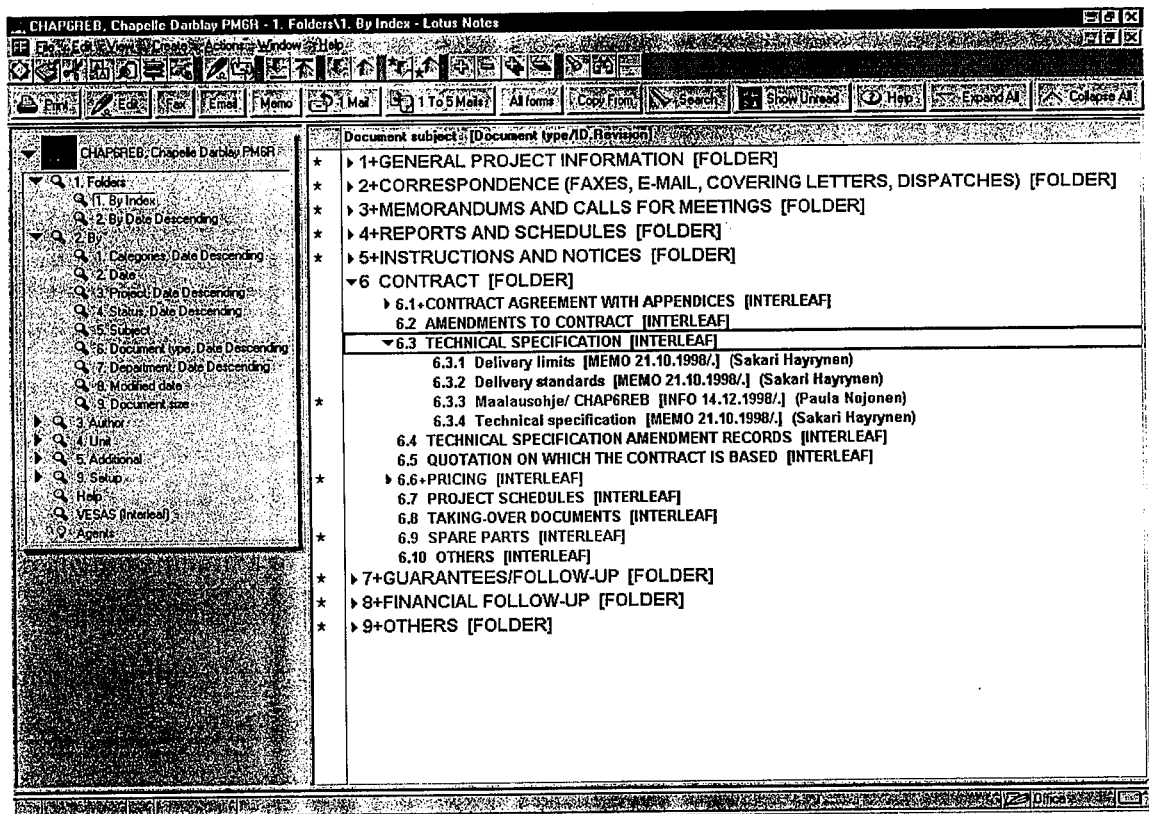 CHAP6REB, Chapelle Darblay PM6R - 1. Folders\1. By Index - Lotus Notes
File Edit View Create Actions Window Help
Print Edit Fax Email Memo 1 Mail 1 To 5 Mails? All forms Copy From Search Show Unread Help Expand All Collapse All
CHAP6REB, Chapelle Darblay PM6R
1. Folders
1. By Index
2. By Date Descending
2. By
1. Categories, Date Descending
2. Date
3. Project, Date Descending
4. Status, Date Descending
5. Subject
6. Document type, Date Descending
7. Department, Date Descending
8. Modified date
9. Document size
3. Author
4. Unit
5. Additional
9. Setup
Help
VESAS (Interleaf)
Agents
Document subject : [Document type/ID, Revision]
* 1+GENERAL PROJECT INFORMATION [FOLDER]
* 2+CORRESPONDENCE (FAXES, E-MAIL, COVERING LETTERS, DISPATCHES) [FOLDER]
* 3+MEMORANDUMS AND CALLS FOR MEETINGS [FOLDER]
* 4+REPORTS AND SCHEDULES [FOLDER]
* 5+INSTRUCTIONS AND NOTICES [FOLDER]
6 CONTRACT [FOLDER]
6.1+CONTRACT AGREEMENT WITH APPENDICES [INTERLEAF]
6.2 AMENDMENTS TO CONTRACT [INTERLEAF]
6.3 TECHNICAL SPECIFICATION [INTERLEAF]
6.3.1 Delivery limits [MEMO 21.10.1998/.] (Sakari Hayrynen)
6.3.2 Delivery standards [MEMO 21.10.1998/.] (Sakari Hayrynen)
* 6.3.3 Maalausohje/ CHAP6REB [INFO 14.12.1998/.] (Paula Nojonen)
6.3.4 Technical specification [MEMO 21.10.1998/.] (Sakari Hayrynen)
6.4 TECHNICAL SPECIFICATION AMENDMENT RECORDS [INTERLEAF]
6.5 QUOTATION ON WHICH THE CONTRACT IS BASED [INTERLEAF]
* 6.6+PRICING [INTERLEAF]
6.7 PROJECT SCHEDULES [INTERLEAF]
6.8 TAKING-OVER DOCUMENTS [INTERLEAF]
* 6.9 SPARE PARTS [INTERLEAF]
6.10 OTHERS [INTERLEAF]
* 7+GUARANTEES/FOLLOW-UP [FOLDER]
* 8+FINANCIAL FOLLOW-UP [FOLDER]
* 9+OTHERS [FOLDER]
Office